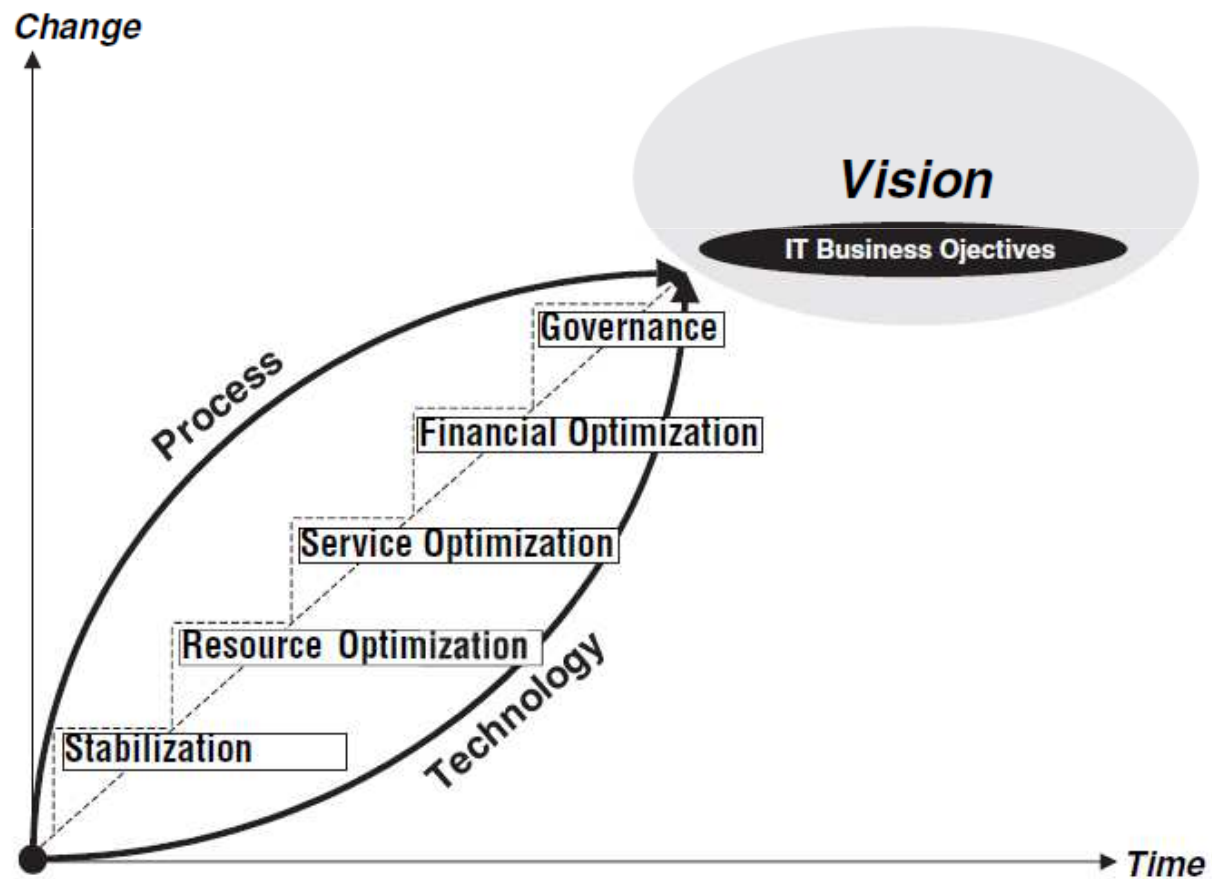 Change
Vision
IT Business Ojectives
Governance
Process
Financial Optimization
Service Optimization
Resource Optimization
Technology
Stabilization
Time